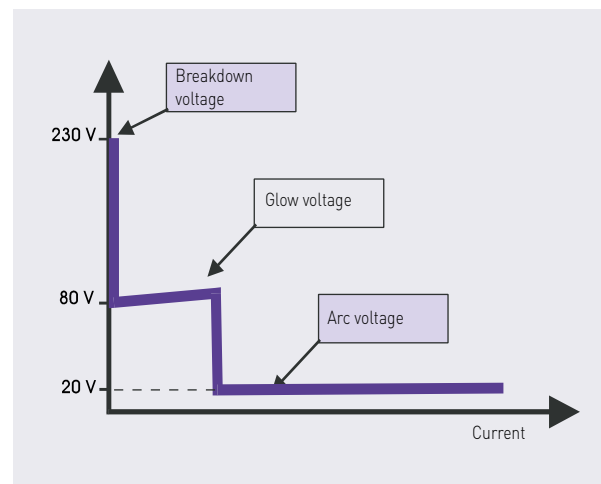 Breakdown
voltage
230 V
Glow voltage
80 V
Arc voltage
20 V
Current